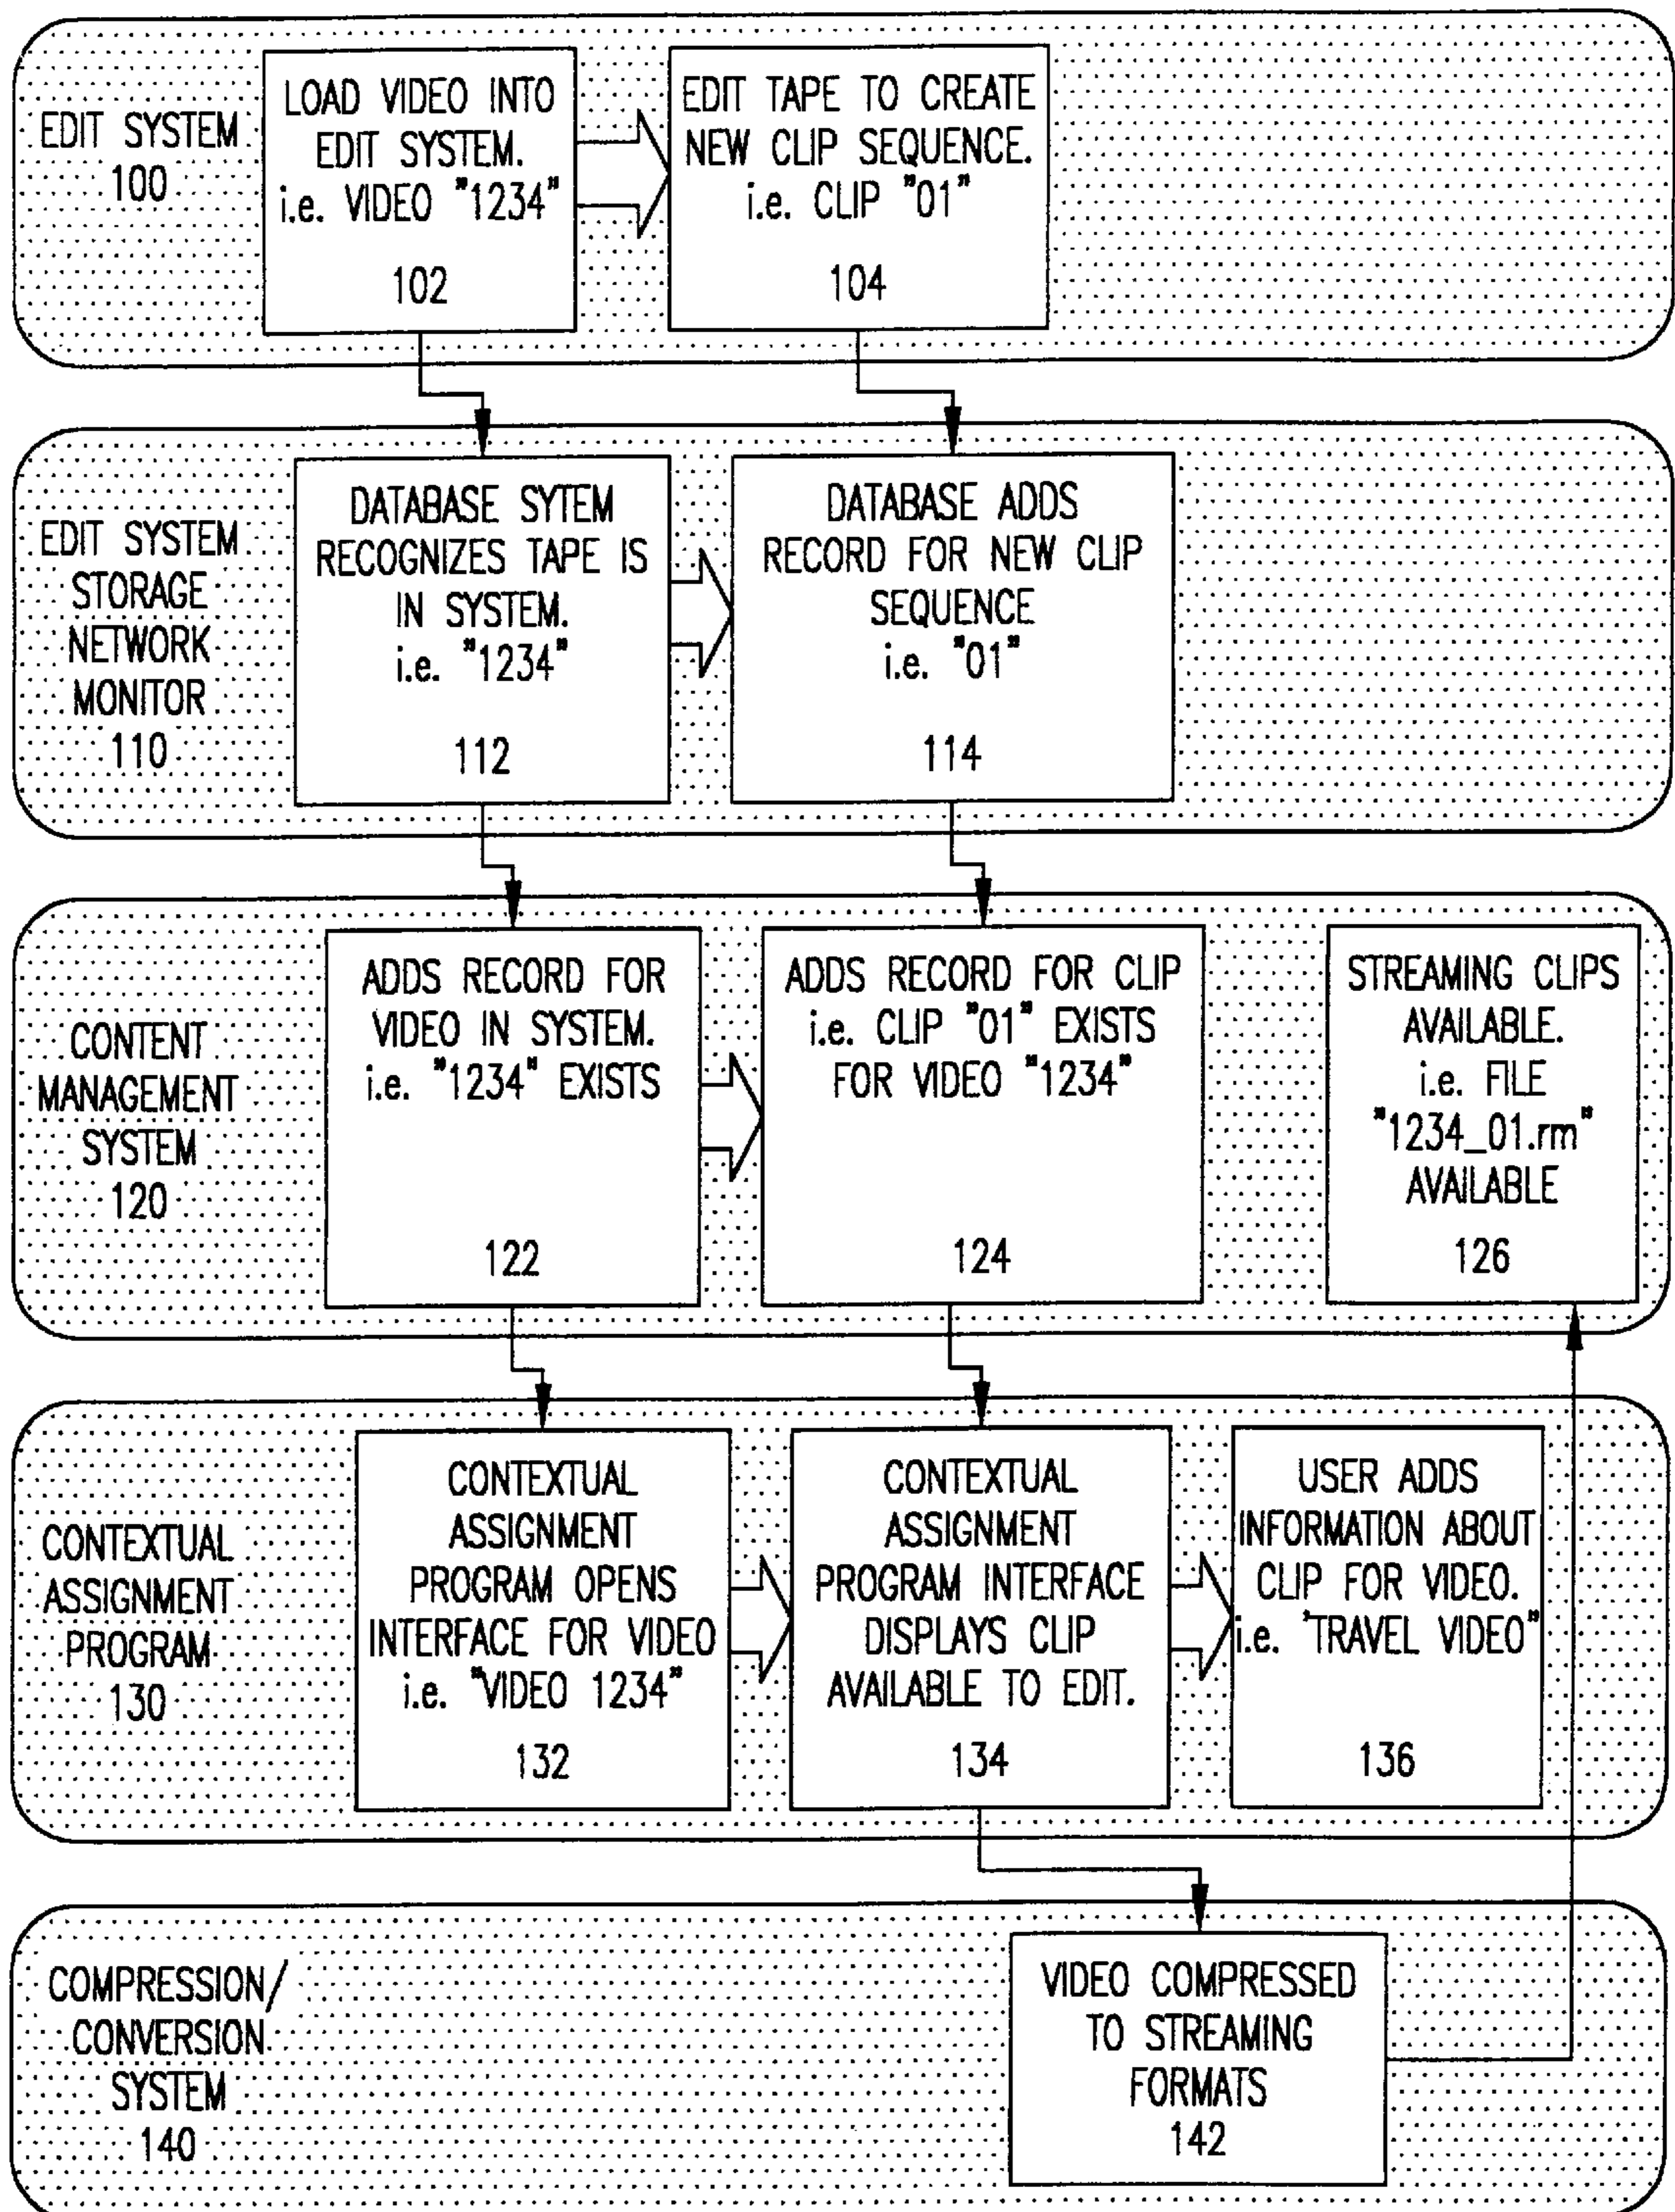 EDIT SYSTEM
100
LOAD VIDEO INTO
EDIT SYSTEM.
i.e. VIDEO "1234"
102
EDIT TAPE TO CREATE
NEW CLIP SEQUENCE.
i.e. CLIP "01"
104
EDIT SYSTEM
STORAGE
NETWORK
MONITOR
110
DATABASE SYTEM
RECOGNIZES TAPE IS
IN SYSTEM.
i.e. "1234"
112
DATABASE ADDS
RECORD FOR NEW CLIP
SEQUENCE
i.e. "01"
114
CONTENT
MANAGEMENT
SYSTEM
120
ADDS RECORD FOR
VIDEO IN SYSTEM.
i.e. "1234" EXISTS
122
ADDS RECORD FOR CLIP
i.e. CLIP "01" EXISTS
FOR VIDEO "1234"
124
STREAMING CLIPS
AVAILABLE.
i.e. FILE
"1234_01.rm"
AVAILABLE
126
CONTEXTUAL
ASSIGNMENT
PROGRAM
130
CONTEXTUAL
ASSIGNMENT
PROGRAM OPENS
INTERFACE FOR VIDEO
i.e. "VIDEO 1234"
132
CONTEXTUAL
ASSIGNMENT
PROGRAM INTERFACE
DISPLAYS CLIP
AVAILABLE TO EDIT.
134
USER ADDS
INFORMATION ABOUT
CLIP FOR VIDEO.
i.e. 'TRAVEL VIDEO"
136
COMPRESSION/
CONVERSION
SYSTEM
140
VIDEO COMPRESSED
TO STREAMING
FORMATS
142